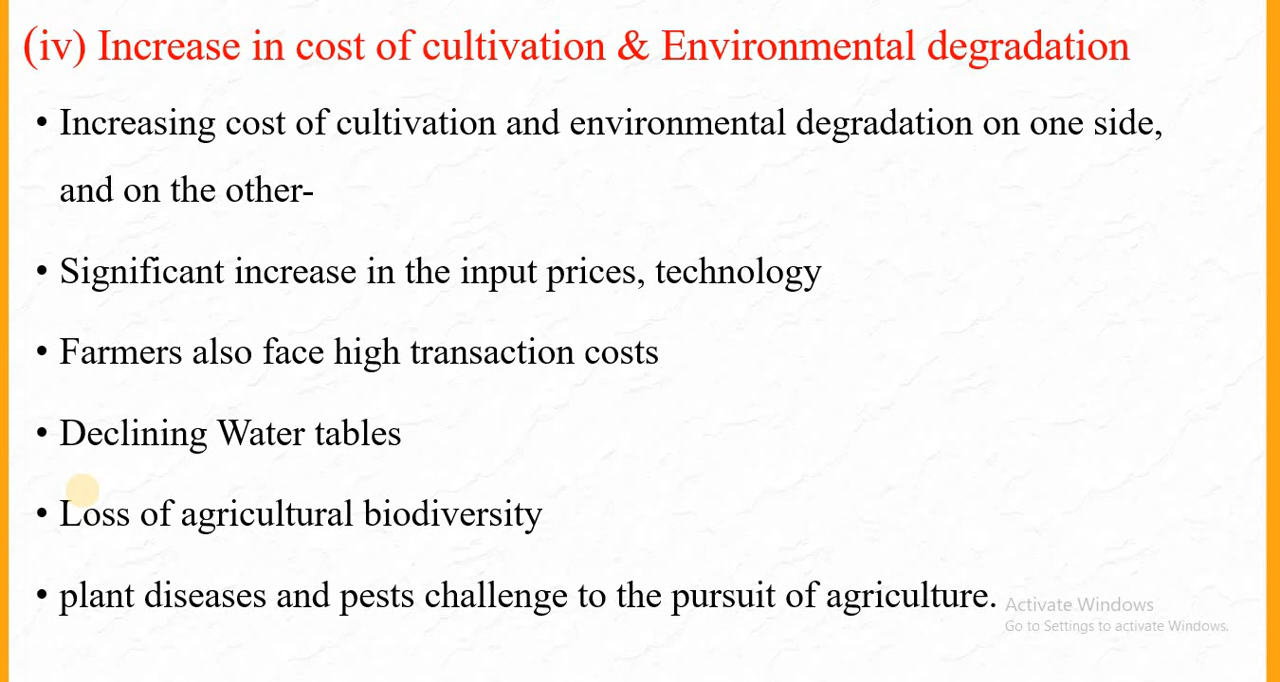 (iv) Increase in cost of cultivation & Environmental degradation
• Increasing cost of cultivation and environmental degradation on one side,
and on the other-
• Significant increase in the input prices, technology
• Farmers also face high transaction costs
• Declining Water tables
• Loss of agricultural biodiversity
• plant diseases and pests challenge to the pursuit of agriculture.
Activate Windows
Go to Settings to activate Windows.